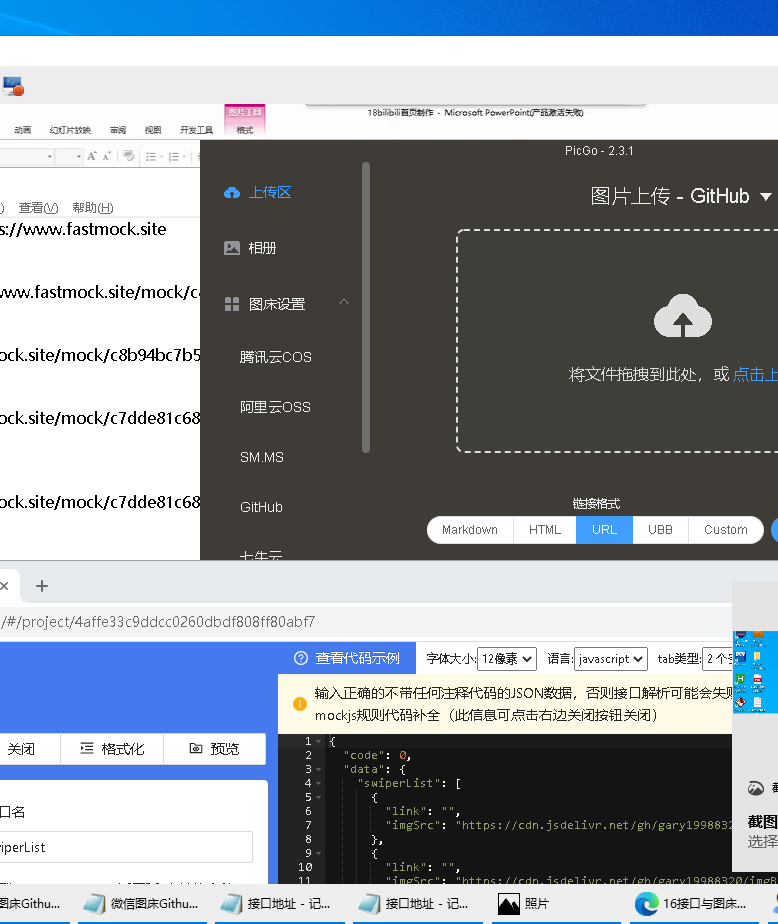 18bilibili首页制作 - Microsoft PowerPoint(产品激活失败)
图片工具
动画 幻灯片放映 审阅 视图 开发工具 格式
PicGo - 2.3.1
查看(V) 帮助(H)
s://www.fastmock.site
www.fastmock.site/mock/c
ock.site/mock/c8b94bc7b5
ock.site/mock/c7dde81c68
ock.site/mock/c7dde81c68
上传区
相册
图床设置
腾讯云COS
阿里云OSS
SM.MS
GitHub
七牛云
图片上传 - GitHub
将文件拖拽到此处，或 点击上
链接格式
Markdown HTML URL UBB Custom
/#/project/4affe33c9ddcc0260dbdf808ff80abf7
查看代码示例 字体大小: 12像素 语言: javascript tab类型: 2个
输入正确的不带任何注释代码的JSON数据，否则接口解析可能会失败
mockjs规则代码补全（此信息可点击右边关闭按钮关闭）
关闭 格式化 预览
口名
iperList
1 {
2 "code": 0,
3 "data": {
4 "swiperList": [
5 {
6 "link": "",
7 "imgSrc": "https://cdn.jsdelivr.net/gh/gary1998832
8 },
9 {
10 "link": "",
11 "imgSrc": "https://cdn.jsdelivr.net/gh/gary19988320/imgB
截图
选择
图床Githu... 微信图床Githu... 接口地址 - 记... 接口地址 - 记... 照片 16接口与图床...